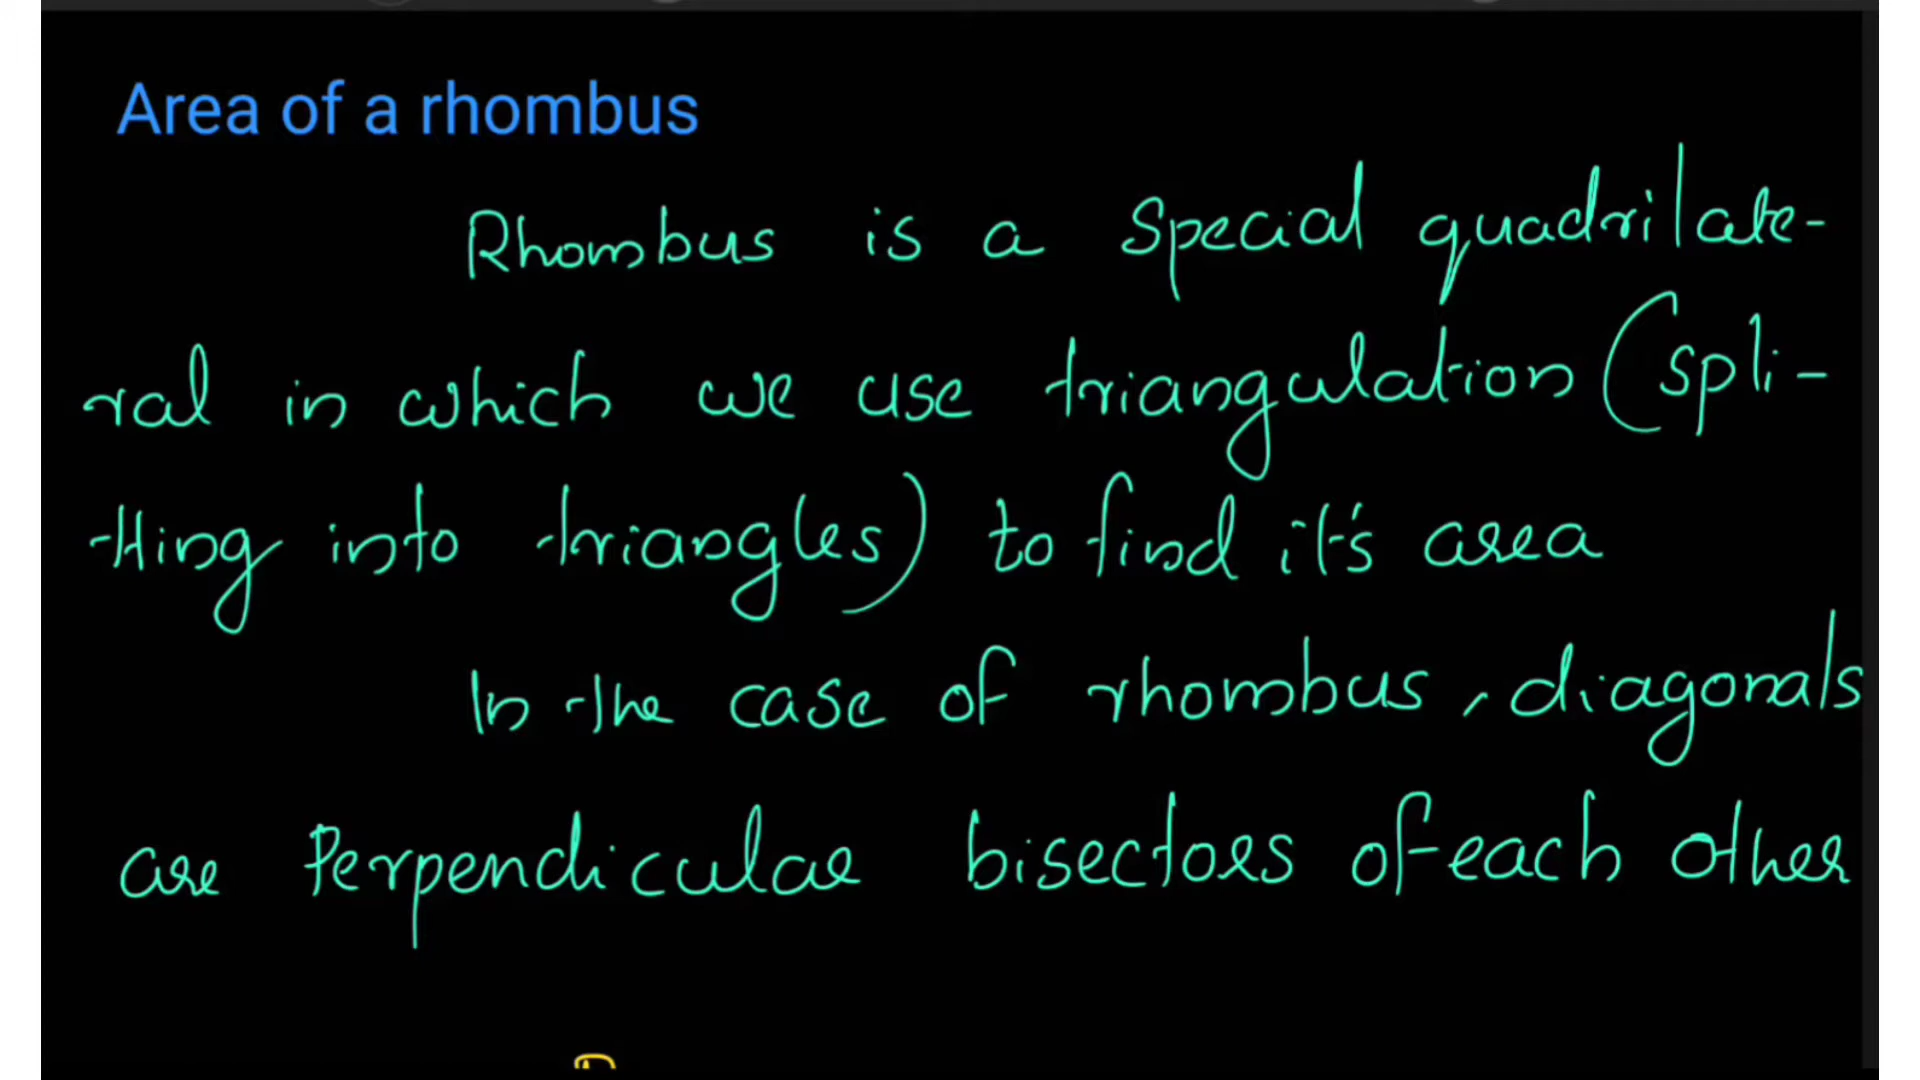 Area of a rhombus
Rhombus is a special quadrilate-
ral in which we use triangulation (spli-
tting into triangles) to find it's area
In the case of rhombus, diagonals
are Perpendicular bisectors of each other